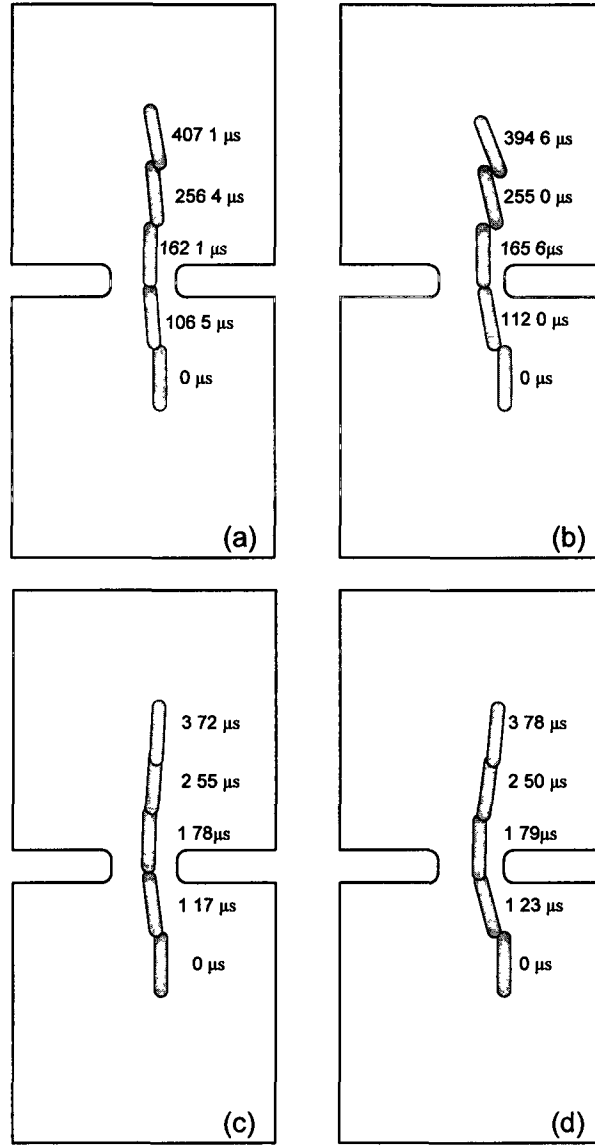 407 1 μs
256 4 μs
162 1 μs
106 5 μs
0 μs
(a)
394 6 μs
255 0 μs
165 6μs
112 0 μs
0 μs
(b)
3 72 μs
2 55 μs
1 78μs
1 17 μs
0 μs
(c)
3 78 μs
2 50 μs
1 79μs
1 23 μs
0 μs
(d)